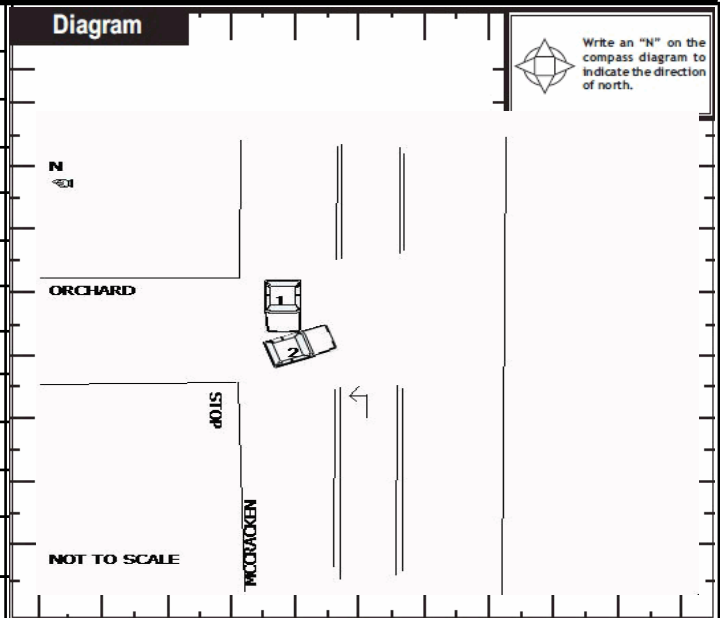 Diagram
Write an “N” on the
compass diagram to
indicate the direction
of north.
N
ORCHARD
1
2
STOP
MCCRACKEN
NOT TO SCALE